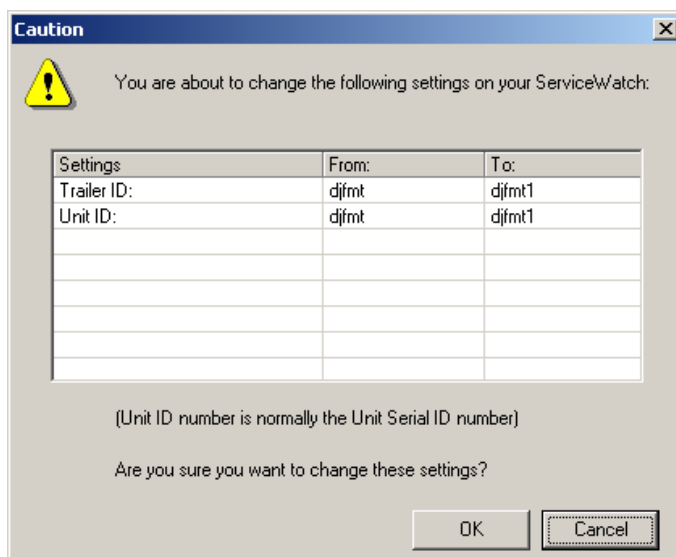 Caution
You are about to change the following settings on your ServiceWatch:
Settings From: To:
Trailer ID: djfmt djfmt1
Unit ID: djfmt djfmt1
(Unit ID number is normally the Unit Serial ID number)
Are you sure you want to change these settings?
OK Cancel